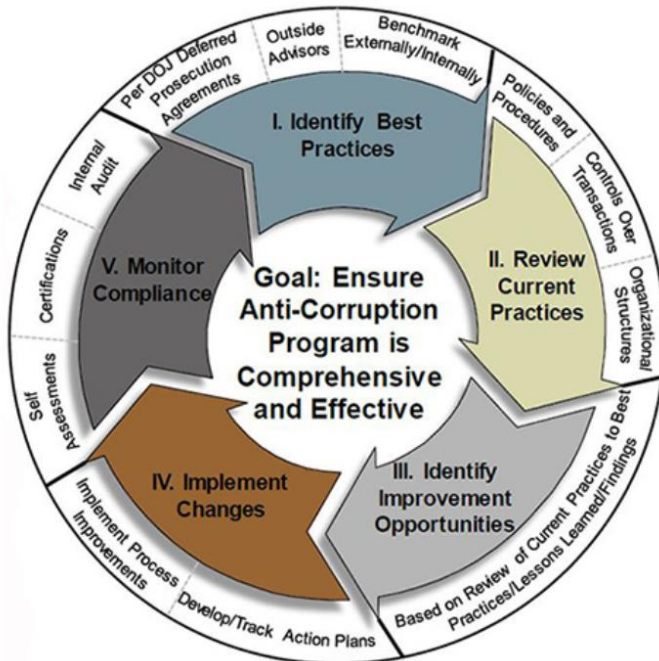 Per DOJ Deferred
Prosecution
Agreements
Outside
Advisors
Benchmark
Externally/Internally
I. Identify Best
Practices
Policies and
Procedures
Controls Over
Transactions
Organizational/
Structures
II. Review
Current
Practices
Based on Review of Current Practices to Best
Practices/Lessons Learned/Findings
III. Identify
Improvement
Opportunities
Develop/Track Action Plans
Implement Process
Improvements
IV. Implement
Changes
Self
Assessments
Certifications
Internal
Audit
V. Monitor
Compliance
Goal: Ensure
Anti-Corruption
Program is
Comprehensive
and Effective